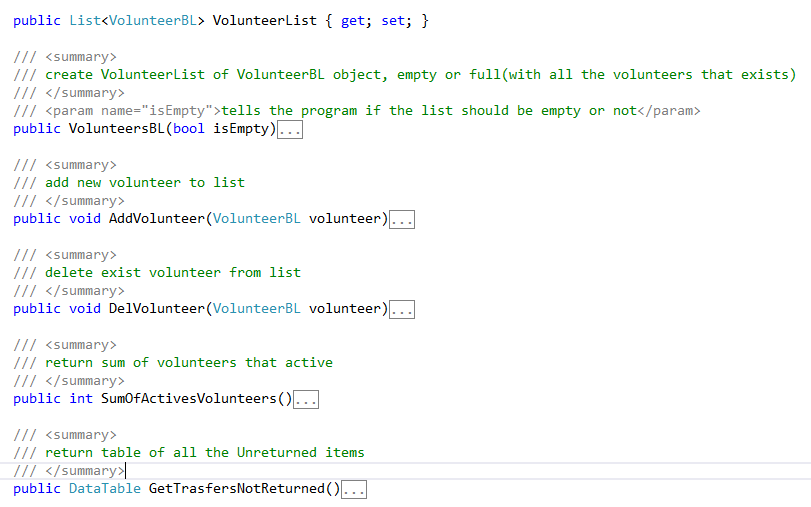 public List<VolunteerBL> VolunteerList { get; set; }
/// <summary>
/// create VolunteerList of VolunteerBL object, empty or full(with all the volunteers that exists)
/// </summary>
/// <param name="isEmpty">tells the program if the list should be empty or not</param>
public VolunteersBL(bool isEmpty)...
/// <summary>
/// add new volunteer to list
/// </summary>
public void AddVolunteer(VolunteerBL volunteer)...
/// <summary>
/// delete exist volunteer from list
/// </summary>
public void DelVolunteer(VolunteerBL volunteer)...
/// <summary>
/// return sum of volunteers that active
/// </summary>
public int SumOfActivesVolunteers()...
/// <summary>
/// return table of all the Unreturned items
/// </summary>
public DataTable GetTrasfersNotReturned()...